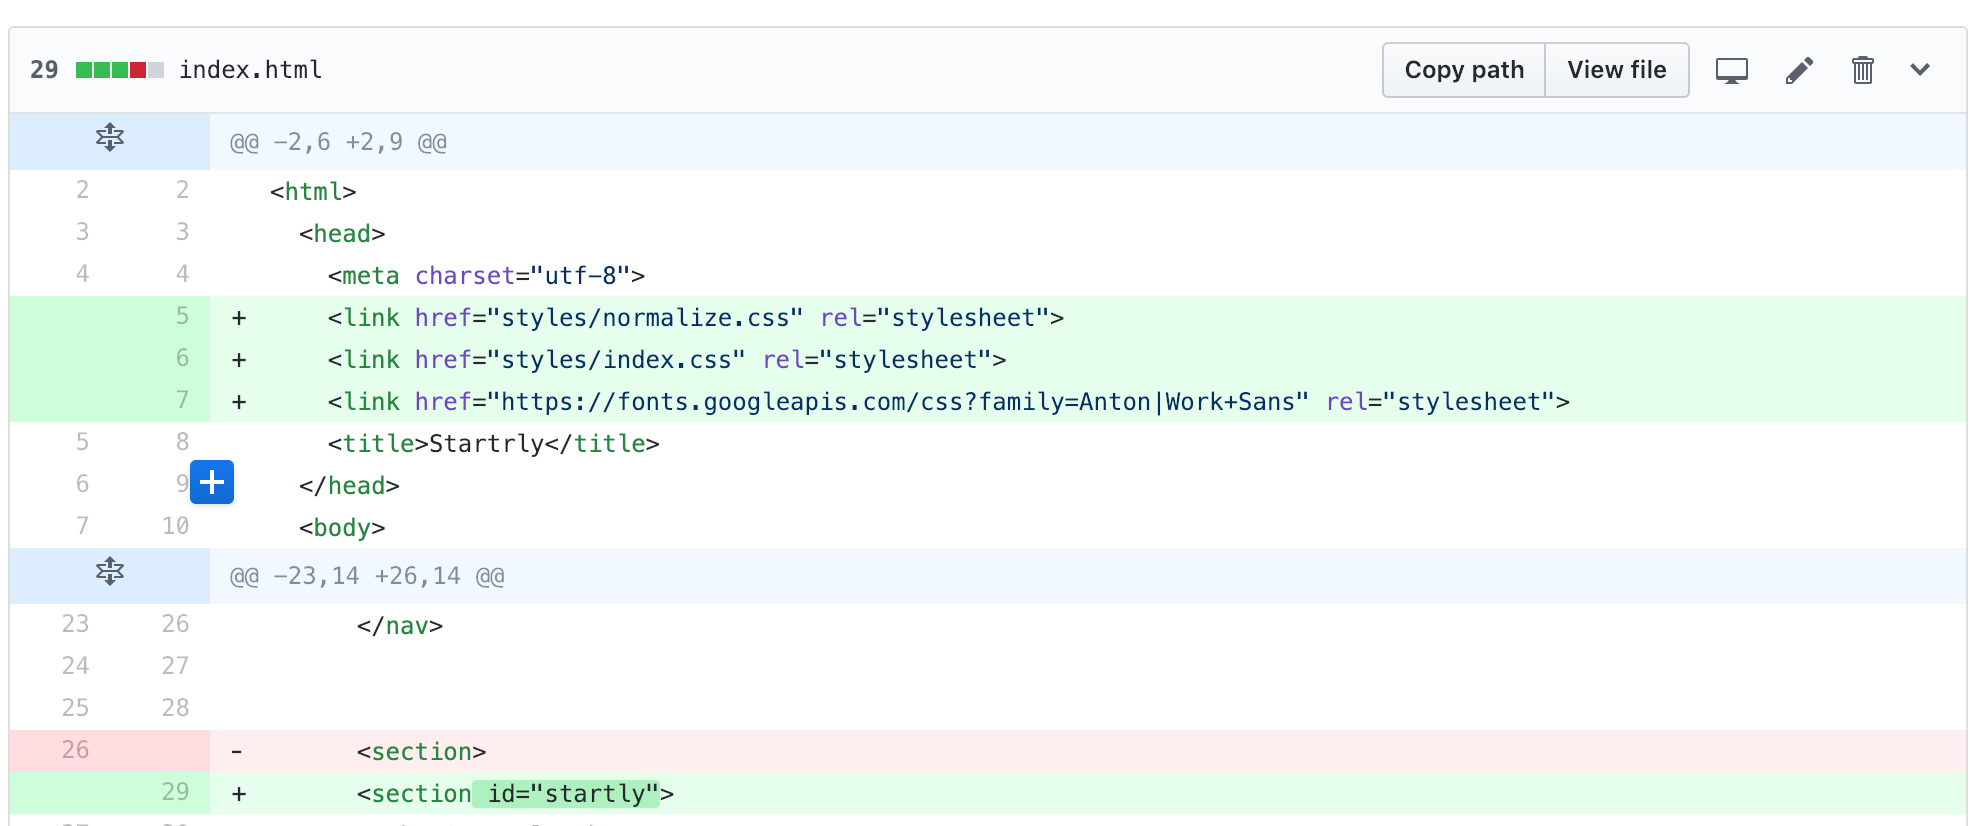 29 index.html Copy path View file
@@ -2,6 +2,9 @@
2 2 <html>
3 3 <head>
4 4 <meta charset="utf-8">
5 + <link href="styles/normalize.css" rel="stylesheet">
6 + <link href="styles/index.css" rel="stylesheet">
7 + <link href="https://fonts.googleapis.com/css?family=Anton|Work+Sans" rel="stylesheet">
5 8 <title>Startrly</title>
6 9 </head>
7 10 <body>
@@ -23,14 +26,14 @@
23 26 </nav>
24 27
25 28
26 - <section>
29 + <section id="startly">